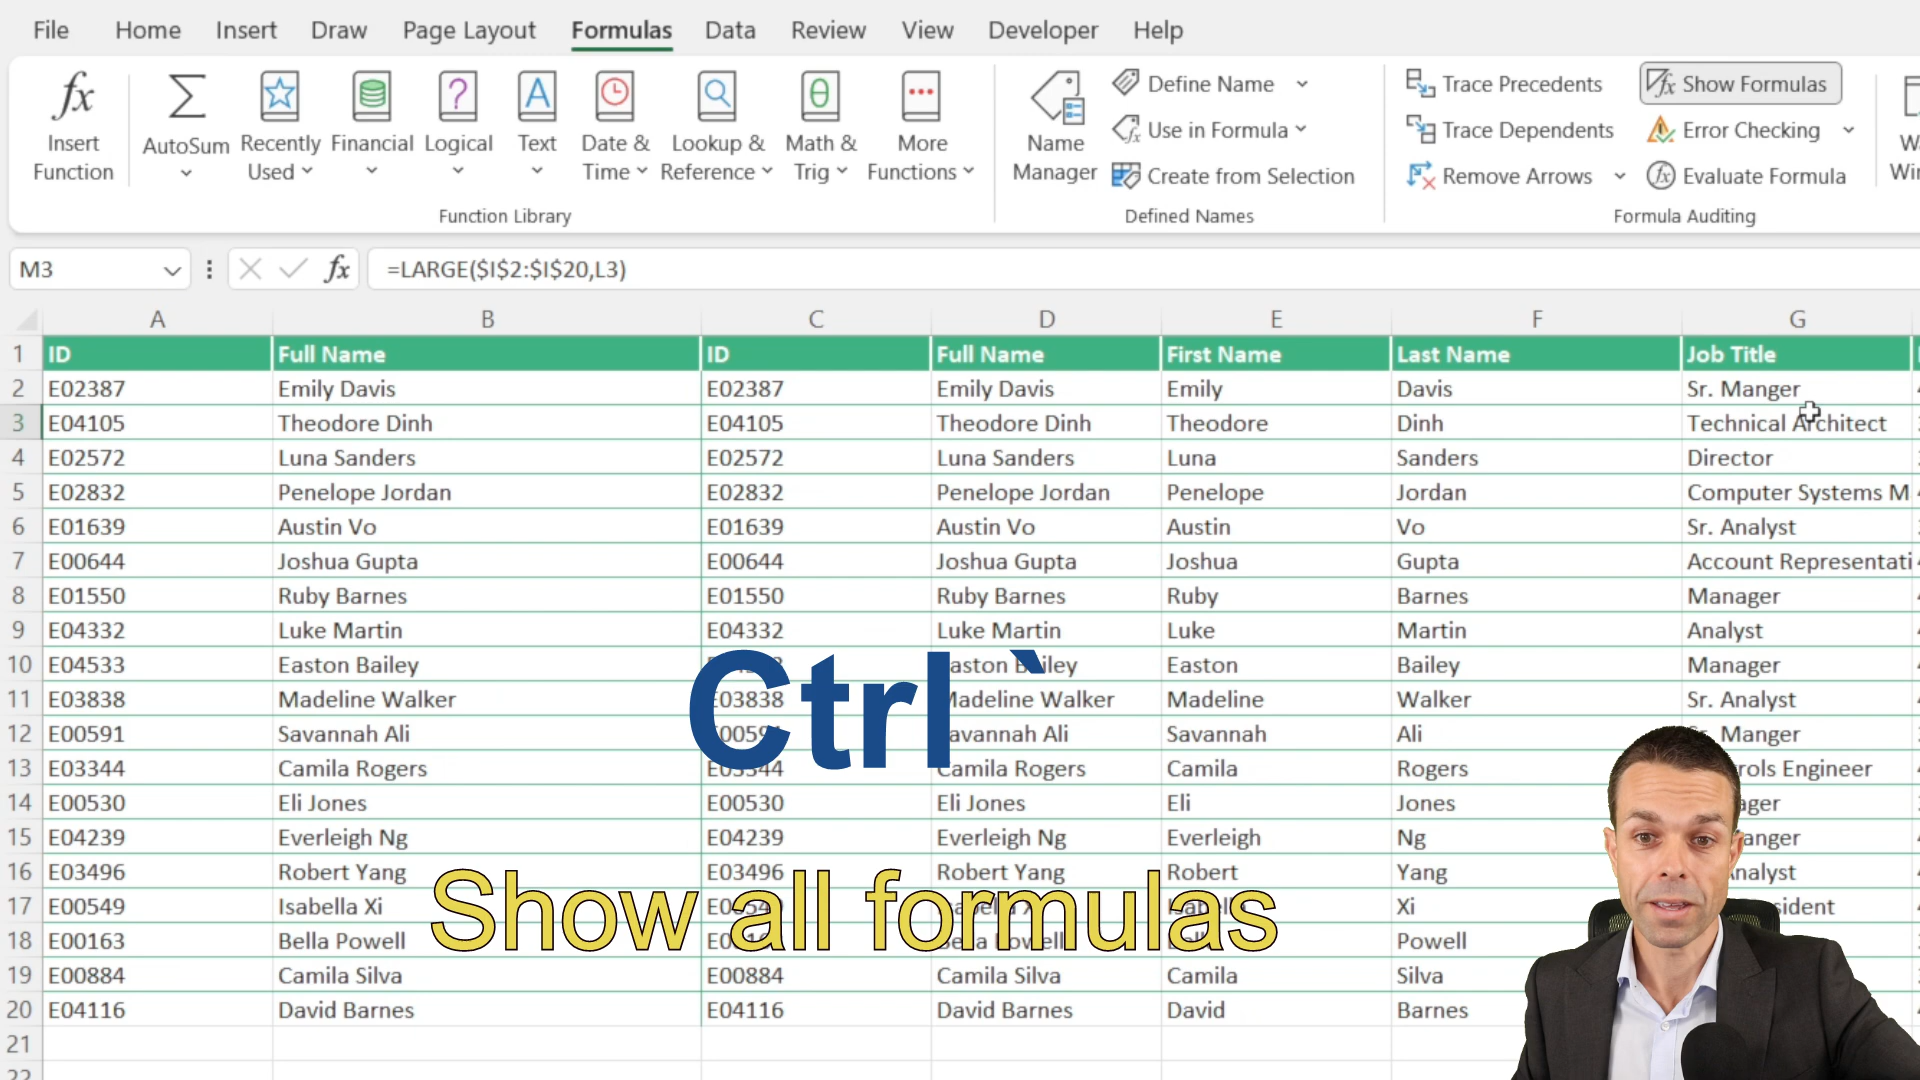 File Home Insert Draw Page Layout Formulas Data Review View Developer Help
fx Insert Function
AutoSum
Recently Used
Financial
Logical
Text
Date & Time
Lookup & Reference
Math & Trig
More Functions
Function Library
Name Manager
Define Name
Use in Formula
Create from Selection
Defined Names
Trace Precedents
Trace Dependents
Remove Arrows
Show Formulas
Error Checking
Evaluate Formula
Formula Auditing
M3 fx =LARGE($I$2:$I$20,L3)
A B C D E F G
1 ID Full Name ID Full Name First Name Last Name Job Title
2 E02387 Emily Davis E02387 Emily Davis Emily Davis Sr. Manger
3 E04105 Theodore Dinh E04105 Theodore Dinh Theodore Dinh Technical Architect
4 E02572 Luna Sanders E02572 Luna Sanders Luna Sanders Director
5 E02832 Penelope Jordan E02832 Penelope Jordan Penelope Jordan Computer Systems M
6 E01639 Austin Vo E01639 Austin Vo Austin Vo Sr. Analyst
7 E00644 Joshua Gupta E00644 Joshua Gupta Joshua Gupta Account Representati
8 E01550 Ruby Barnes E01550 Ruby Barnes Ruby Barnes Manager
9 E04332 Luke Martin E04332 Luke Martin Luke Martin Analyst
10 E04533 Easton Bailey Easton Bailey Manager
11 E03838 Madeline Walker E03838 Madeline Walker Madeline Walker Sr. Analyst
12 E00591 Savannah Ali Ali Savannah Ali Manger
13 E03344 Camila Rogers E03344 Camila Rogers Camila Rogers Engineer
14 E00530 Eli Jones E00530 Eli Jones Eli Jones
15 E04239 Everleigh Ng E04239 Everleigh Ng Everleigh Ng
16 E03496 Robert Yang E03496 Robert Yang Robert Yang
17 E00549 Isabella Xi Xi
18 E00163 Bella Powell Powell
19 E00884 Camila Silva E00884 Camila Silva Camila Silva
20 E04116 David Barnes E04116 David Barnes David Barnes
21
22
Ctrl `
Show all formulas